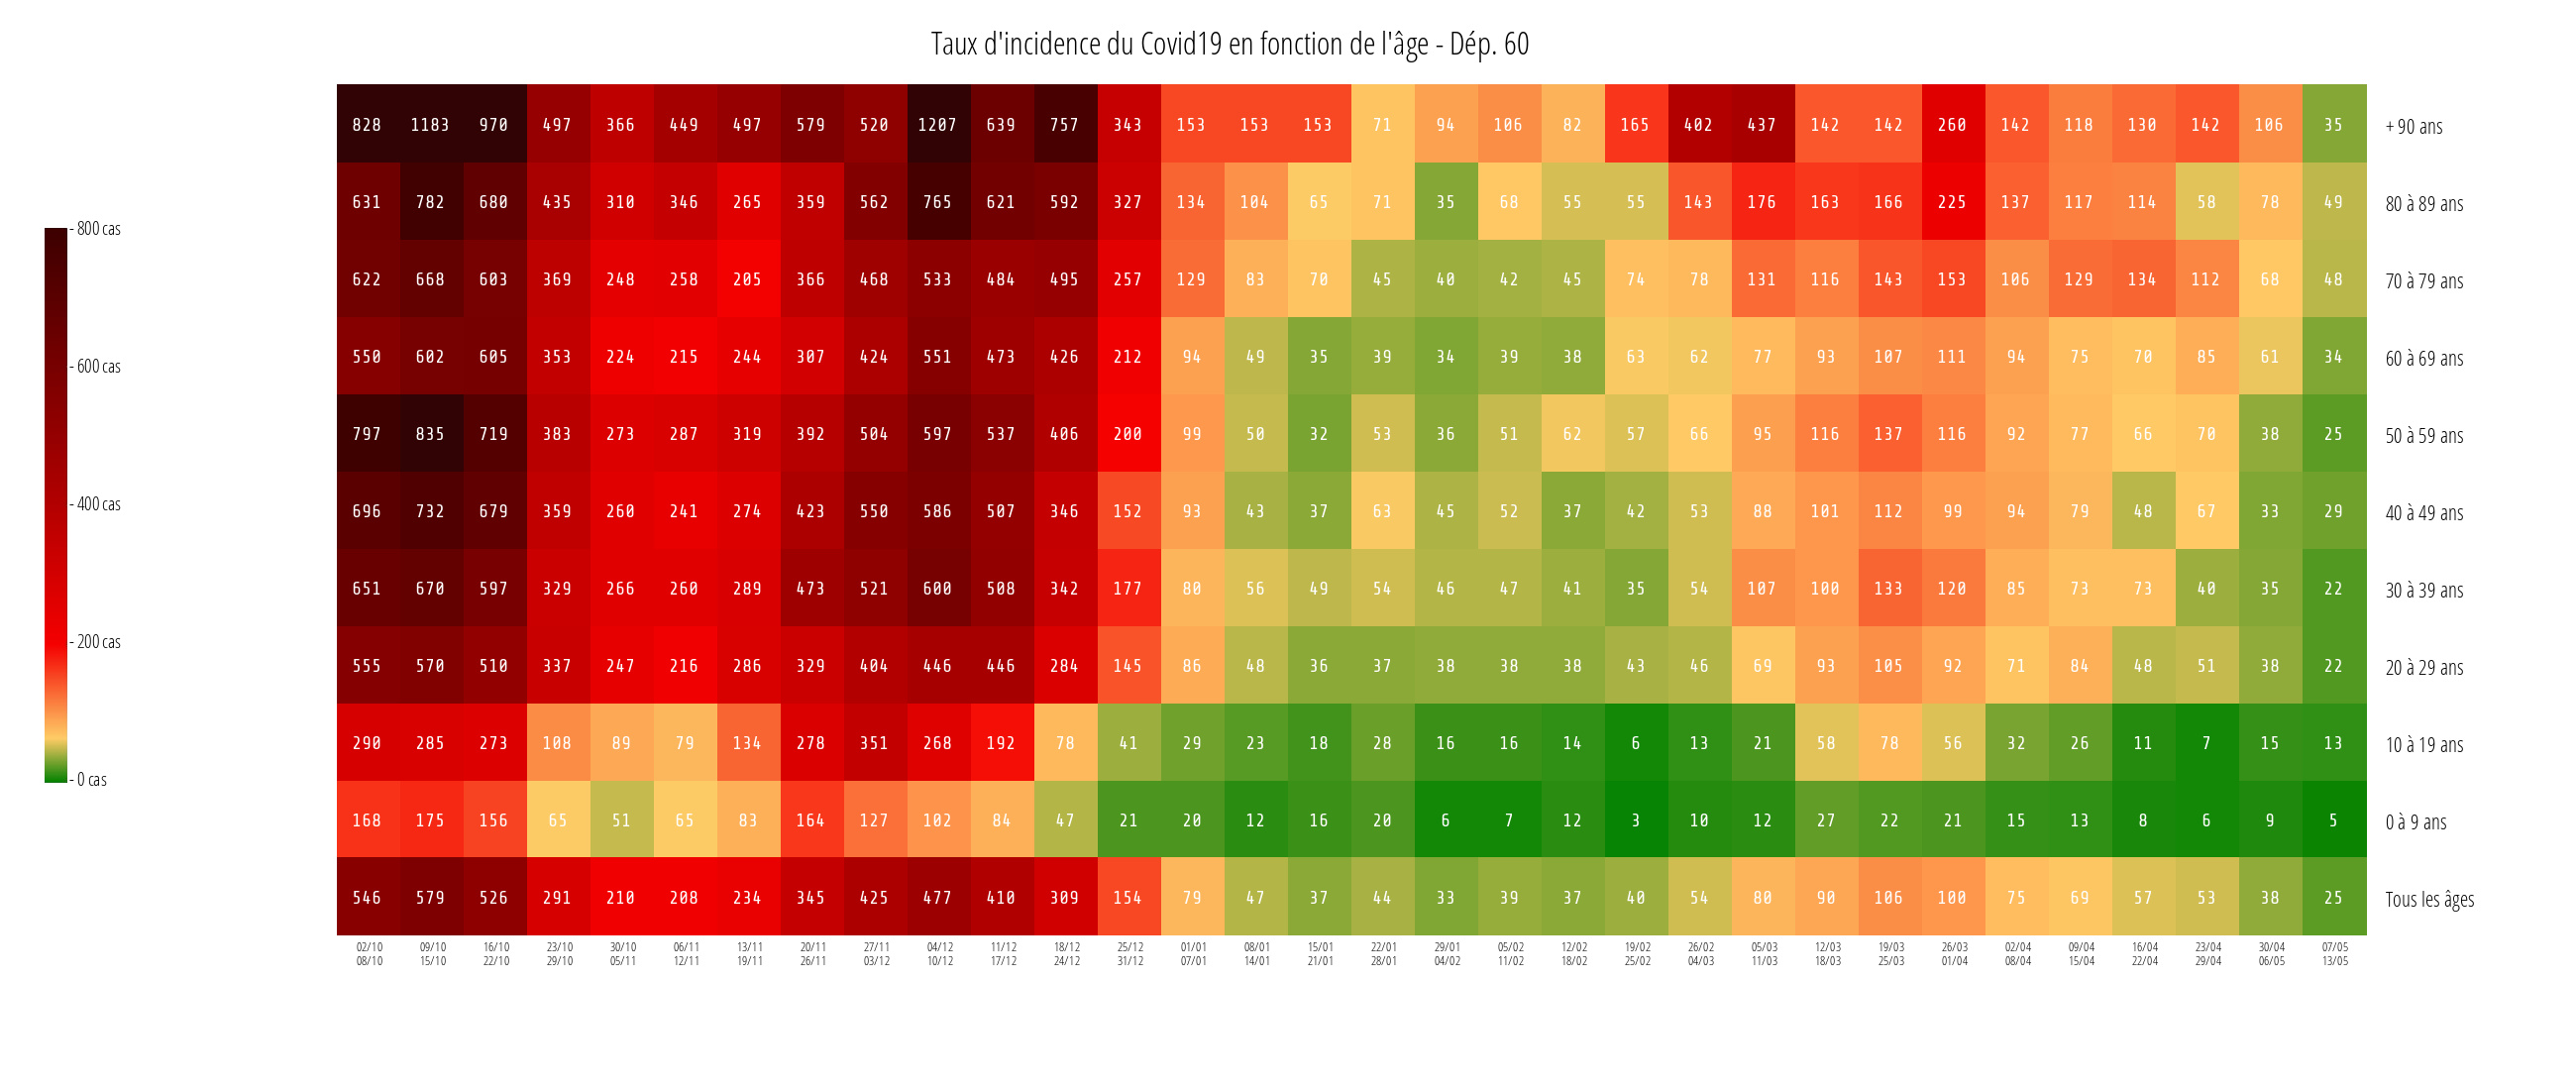 Taux d'incidence du Covid19 en fonction de l'âge - Dép. 60
828 1183 970 497 366 449 497 579 520 1207 639 757 343 153 153 153 71 94 106 82 165 402 437 142 142 260 142 118 130 142 106 35 + 90 ans
631 782 680 435 310 346 265 359 562 765 621 592 327 134 104 65 71 35 68 55 55 143 176 163 166 225 137 117 114 58 78 49 80 à 89 ans
622 668 603 369 248 258 205 366 468 533 484 495 257 129 83 70 45 40 42 45 74 78 131 116 143 153 106 129 134 112 68 48 70 à 79 ans
550 602 605 353 224 215 244 307 424 551 473 426 212 94 49 35 39 34 39 38 63 62 77 93 107 111 94 75 70 85 61 34 60 à 69 ans
797 835 719 383 273 287 319 392 504 597 537 406 200 99 50 32 53 36 51 62 57 66 95 116 137 116 92 77 66 70 38 25 50 à 59 ans
696 732 679 359 260 241 274 423 550 586 507 346 152 93 43 37 63 45 52 37 42 53 88 101 112 99 94 79 48 67 33 29 40 à 49 ans
651 670 597 329 266 260 289 473 521 600 508 342 177 80 56 49 54 46 47 41 35 54 107 100 133 120 85 73 73 40 35 22 30 à 39 ans
555 570 510 337 247 216 286 329 404 446 446 284 145 86 48 36 37 38 38 38 43 46 69 93 105 92 71 84 48 51 38 22 20 à 29 ans
290 285 273 108 89 79 134 278 351 268 192 78 41 29 23 18 28 16 16 14 6 13 21 58 78 56 32 26 11 7 15 13 10 à 19 ans
168 175 156 65 51 65 83 164 127 102 84 47 21 20 12 16 20 6 7 12 3 10 12 27 22 21 15 13 8 6 9 5 0 à 9 ans
546 579 526 291 210 208 234 345 425 477 410 309 154 79 47 37 44 33 39 37 40 54 80 90 106 100 75 69 57 53 38 25 Tous les âges
02/10 09/10 16/10 23/10 30/10 06/11 13/11 20/11 27/11 04/12 11/12 18/12 25/12 01/01 08/01 15/01 22/01 29/01 05/02 12/02 19/02 26/02 05/03 12/03 19/03 26/03 02/04 09/04 16/04 23/04 30/04 07/05
08/10 15/10 22/10 29/10 05/11 12/11 19/11 26/11 03/12 10/12 17/12 24/12 31/12 07/01 14/01 21/01 28/01 04/02 11/02 18/02 25/02 04/03 11/03 18/03 25/03 01/04 08/04 15/04 22/04 29/04 06/05 13/05
- 800 cas
- 600 cas
- 400 cas
- 200 cas
- 0 cas